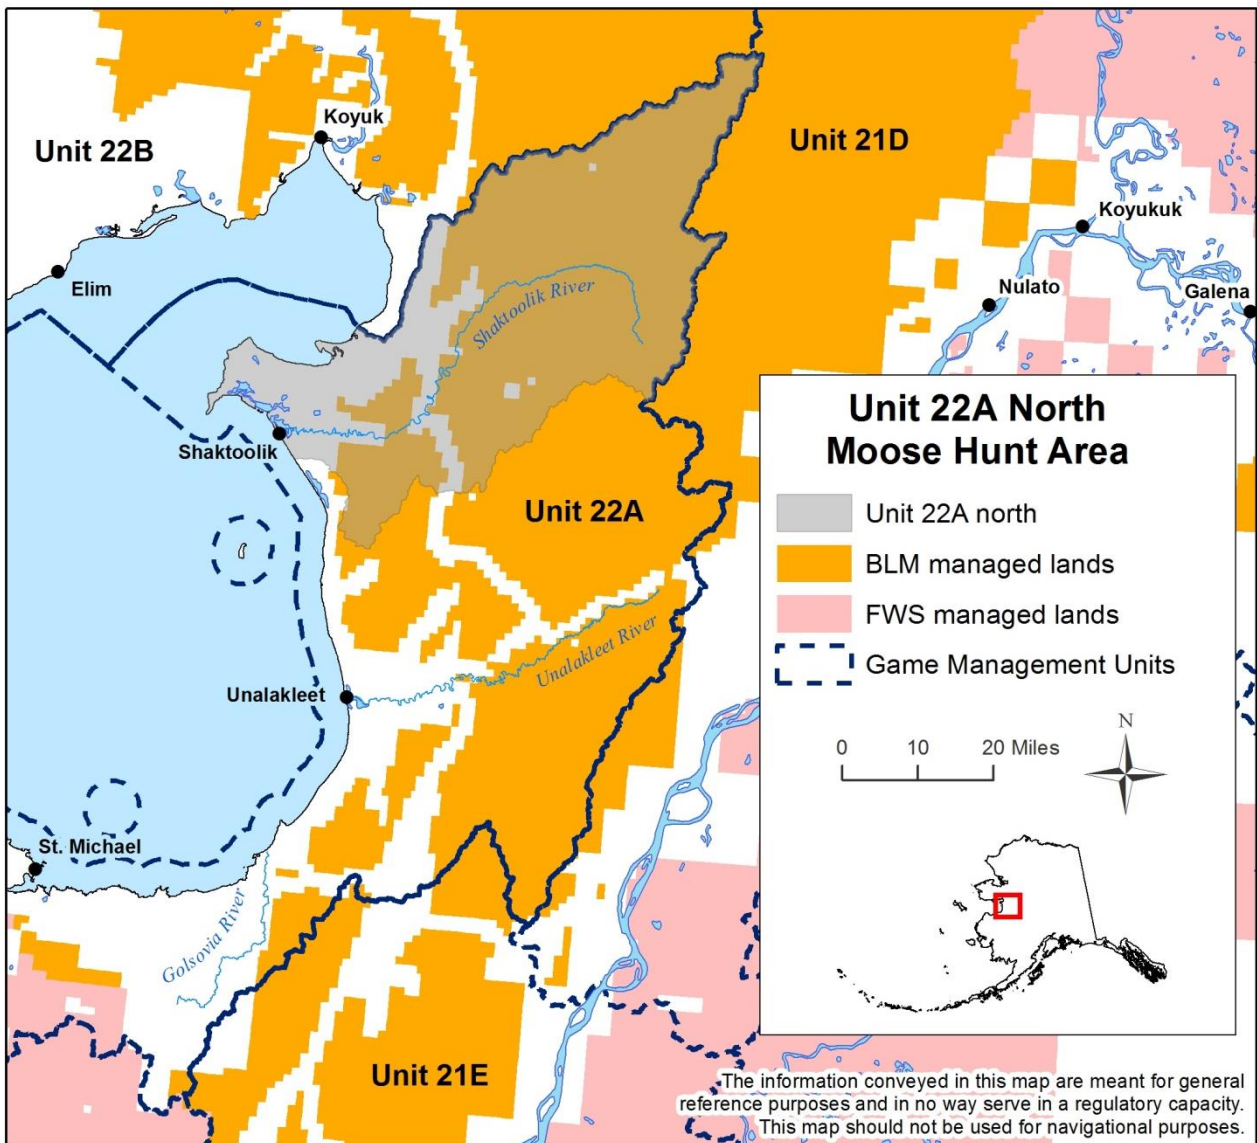 Koyuk
Unit 22B
Unit 21D
Koyukuk
Elim
Nulato
Galena
Shaktoolik River
Shaktoolik
Unit 22A
Unalakleet River
Unalakleet
St. Michael
Golsovia River
Unit 21E
Unit 22A North
Moose Hunt Area
Unit 22A north
BLM managed lands
FWS managed lands
Game Management Units
N
0 10 20 Miles
The information conveyed in this map are meant for general
reference purposes and in no way serve in a regulatory capacity.
This map should not be used for navigational purposes.